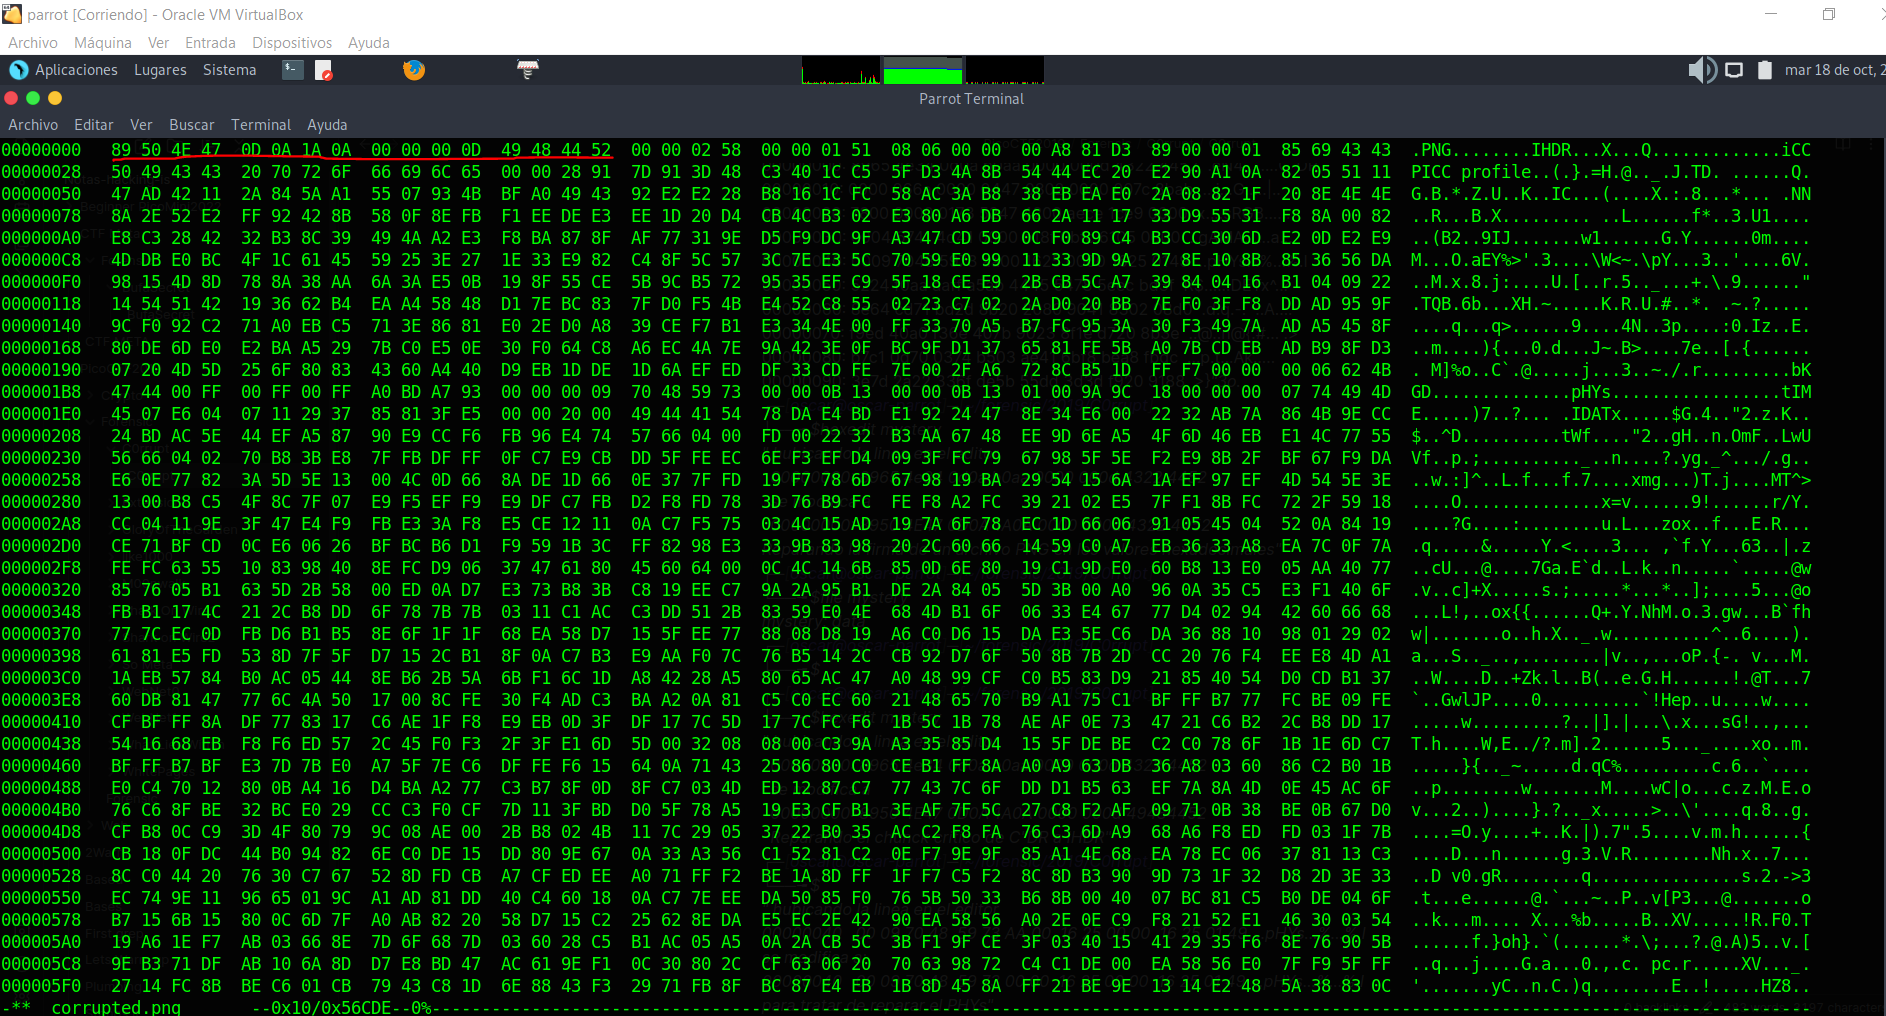 parrot [Corriendo] - Oracle VM VirtualBox
Archivo Máquina Ver Entrada Dispositivos Ayuda
Aplicaciones Lugares Sistema mar 18 de oct, 2
Parrot Terminal
Archivo Editar Ver Buscar Terminal Ayuda
00000000 89 50 4E 47 0D 0A 1A 0A 00 00 00 0D 49 48 44 52 00 00 02 58 00 00 01 51 08 06 00 00 00 A8 81 D3 89 00 00 01 85 69 43 43 .PNG........IHDR...X...Q.............iCC
00000028 50 49 43 43 20 70 72 6F 66 69 6C 65 00 00 28 91 7D 91 3D 48 C3 40 1C C5 5F D3 4A 8B 54 44 EC 20 E2 90 A1 0A 82 05 51 11 PICC profile..(.}.=H.@.._.J.TD. ......Q.
00000050 47 AD 42 11 2A 84 5A A1 55 07 93 4B BF A0 49 43 92 E2 E2 28 B8 16 1C FC 58 AC 3A B8 38 EB EA E0 2A 08 82 1F 20 8E 4E 4E G.B.*.Z.U..K..IC...(....X.:.8...*... .NN
00000078 8A 2E 52 E2 FF 92 42 8B 58 0F 8E FB F1 EE DE E3 EE 1D 20 D4 CB 4C B3 02 E3 80 A6 DB 66 2A 11 17 33 D9 55 31 F8 8A 00 82 ..R...B.X......... ..L......f*..3.U1....
000000A0 E8 C3 28 42 32 B3 8C 39 49 4A A2 E3 F8 BA 87 8F AF 77 31 9E D5 F9 DC 9F A3 47 CD 59 0C F0 89 C4 B3 CC 30 6D E2 0D E2 E9 ..(B2..9IJ.......w1......G.Y......0m....
000000C8 4D DB E0 BC 4F 1C 61 45 59 25 3E 27 1E 33 E9 82 C4 8F 5C 57 3C 7E E3 5C 70 59 E0 99 11 33 9D 9A 27 8E 10 8B 85 36 56 DA M...O.aEY%>'.3....\W<~.\pY...3..'....6V.
000000F0 98 15 4D 8D 78 8A 38 AA 6A 3A E5 0B 19 8F 55 CE 5B 9C B5 72 95 35 EF C9 5F 18 CE E9 2B CB 5C A7 39 84 04 16 B1 04 09 22 ..M.x.8.j:....U.[..r.5.._...+.\.9......"
00000118 14 54 51 42 19 36 62 B4 EA A4 58 48 D1 7E BC 83 7F D0 F5 4B E4 52 C8 55 02 23 C7 02 2A D0 20 BB 7E F0 3F F8 DD AD 95 9F .TQB.6b...XH.~.....K.R.U.#..*. .~.?.....
00000140 9C F0 92 C2 71 A0 EB C5 71 3E 86 81 E0 2E D0 A8 39 CE F7 B1 E3 34 4E 00 FF 33 70 A5 B7 FC 95 3A 30 F3 49 7A AD A5 45 8F ....q...q>......9....4N..3p....:0.Iz..E.
00000168 80 DE 6D E0 E2 BA A5 29 7B C0 E5 0E 30 F0 64 C8 A6 EC 4A 7E 9A 42 3E 0F BC 9F D1 37 65 81 FE 5B A0 7B CD EB AD B9 8F D3 ..m....){...0.d...J~.B>....7e..[.{......
00000190 07 20 4D 5D 25 6F 80 83 43 60 A4 40 D9 EB 1D DE 1D 6A EF ED DF 33 CD FE 7E 00 2F A6 72 8C B5 1D FF F7 00 00 00 06 62 4B . M]%o..C`.@.....j...3..~./.r.........bK
000001B8 47 44 00 FF 00 FF 00 FF A0 BD A7 93 00 00 00 09 70 48 59 73 00 00 0B 13 00 00 0B 13 01 00 9A 9C 18 00 00 00 07 74 49 4D GD..............pHYs.................tIM
000001E0 45 07 E6 04 07 11 29 37 85 81 3F E5 00 00 20 00 49 44 41 54 78 DA E4 BD E1 92 24 47 8E 34 E6 00 22 32 AB 7A 86 4B 9E CC E.....)7..?... .IDATx.....$G.4.."2.z.K..
00000208 24 BD AC 5E 44 EF A5 87 90 E9 CC F6 FB 96 E4 74 57 66 04 00 FD 00 22 32 B3 AA 67 48 EE 9D 6E A5 4F 6D 46 EB E1 4C 77 55 $..^D..........tWf...."2..gH..n.OmF..LwU
00000230 56 66 04 02 70 B8 3B E8 7F FB DF FF 0F C7 E9 CB DD 5F FE EC 6E F3 EF D4 09 3F FC 79 67 98 5F 5E F2 E9 8B 2F BF 67 F9 DA Vf..p.;.........._..n....?.yg._^.../.g..
00000258 E6 0E 77 82 3A 5D 5E 13 00 4C 0D 66 8A DE 1D 66 0E 37 7F FD 19 F7 78 6D 67 98 19 BA 29 54 15 6A 1A EF 97 EF 4D 54 5E 3E ..w.:]^..L.f...f.7....xmg...)T.j....MT^>
00000280 13 00 B8 C5 4F 8C 7F 07 E9 F5 EF F9 E9 DF C7 FB D2 F8 FD 78 3D 76 B9 FC FE F8 A2 FC 39 21 02 E5 7F F1 8B FC 72 2F 59 18 ....O..............x=v......9!......r/Y.
000002A8 CC 04 11 9E 3F 47 E4 F9 FB E3 3A F8 E5 CE 12 11 0A C7 F5 75 03 4C 15 AD 19 7A 6F 78 EC 1D 66 06 91 05 45 04 52 0A 84 19 ....?G....:........u.L...zox..f...E.R...
000002D0 CE 71 BF CD 0C E6 06 26 BF BC B6 D1 F9 59 1B 3C FF 82 98 E3 33 9B 83 98 20 2C 60 66 14 59 C0 A7 EB 36 33 A8 EA 7C 0F 7A .q.....&.....Y.<....3... ,`f.Y...63..|.z
000002F8 FE FC 63 55 10 83 98 40 8E FC D9 06 37 47 61 80 45 60 64 00 0C 4C 14 6B 85 0D 6E 80 19 C1 9D E0 60 B8 13 E0 05 AA 40 77 ..cU...@....7Ga.E`d..L.k..n.....`.....@w
00000320 85 76 05 B1 63 5D 2B 58 00 ED 0A D7 E3 73 B8 3B C8 19 EE C7 9A 2A 95 B1 DE 2A 84 05 5D 3B 00 A0 96 0A 35 C5 E3 F1 40 6F .v..c]+X.....s.;.....*...*..];....5...@o
00000348 FB B1 17 4C 21 2C B8 DD 6F 78 7B 7B 03 11 C1 AC C3 DD 51 2B 83 59 E0 4E 68 4D B1 6F 06 33 E4 67 77 D4 02 94 42 60 66 68 ...L!,..ox{{......Q+.Y.NhM.o.3.gw...B`fh
00000370 77 7C EC 0D FB D6 B1 B5 8E 6F 1F 1F 68 EA 58 D7 15 5F EE 77 88 08 D8 19 A6 C0 D6 15 DA E3 5E C6 DA 36 88 10 98 01 29 02 w|.......o..h.X.._.w..........^..6....).
00000398 61 81 E5 FD 53 8D 7F 5F D7 15 2C B1 8F 0A C7 B3 E9 AA F0 7C 76 B5 14 2C CB 92 D7 6F 50 8B 7B 2D CC 20 76 F4 EE E8 4D A1 a...S.._..,........|v..,...oP.{-. v...M.
000003C0 1A EB 57 84 B0 AC 05 44 8E B6 2B 5A 6B F6 1C 1D A8 42 28 A5 80 65 AC 47 A0 48 99 CF C0 B5 83 D9 21 85 40 54 D0 CD B1 37 ..W....D..+Zk.l..B(..e.G.H......!.@T...7
000003E8 60 DB 81 47 77 6C 4A 50 17 00 8C FE 30 F4 AD C3 BA A2 0A 81 C5 C0 EC 60 21 48 65 70 B9 A1 75 C1 BF FF B7 77 FC BE 09 FE `..GwlJP....0..........`!Hep..u....w....
00000410 CF BF FF 8A DF 77 83 17 C6 AE 1F F8 E9 EB 0D 3F DF 17 7C 5D 17 7C FC F6 1B 5C 1B 78 AE AF 0E 73 47 21 C6 B2 2C B8 DD 17 .....w.........?..|].|...\.x...sG!..,...
00000438 54 16 68 EB F8 F6 ED 57 2C 45 F0 F3 2F 3F E1 6D 5D 00 32 08 08 00 C3 9A A3 35 85 D4 15 5F DE BE C2 C0 78 6F 1B 1E 6D C7 T.h....W,E../?.m].2......5..._....xo..m.
00000460 BF FF B7 BF E3 7D 7B E0 A5 5F 7E C6 DF FE F6 15 64 0A 71 43 25 86 80 C0 CE B1 FF 8A A0 A9 63 DB 36 A8 03 60 86 C2 B0 1B .....}{.._~.....d.qC%.........c.6..`....
00000488 E0 C4 70 12 80 0B A4 16 D4 BA A2 77 C3 B7 8F 0D 8F C7 03 4D ED 12 87 C7 77 43 7C 6F DD D1 B5 63 EF 7A 8A 4D 0E 45 AC 6F ..p........w.......M....wC|o...c.z.M.E.o
000004B0 76 C6 8F BE 32 BC E0 29 CC C3 F0 CF 7D 11 3F BD D0 5F 78 A5 19 E3 CF B1 3E AF 7F 5C 27 C8 F2 AF 09 71 0B 38 BE 0B 67 D0 v...2..)....}.?.._x.....>..\'....q.8..g.
000004D8 CF B8 0C C9 3D 4F 80 79 9C 08 AE 00 2B B8 02 4B 11 7C 29 05 37 22 B0 35 AC C2 F8 FA 76 C3 6D A9 68 A6 F8 ED FD 03 1F 7B ....=O.y....+..K.|).7".5....v.m.h......{
00000500 CB 18 0F DC 44 B0 94 82 6E C0 DE 15 DD 80 9E 67 0A 33 A3 56 C1 52 81 C2 0E F7 9E 9F 85 A1 4E 68 EA 78 EC 06 37 81 13 C3 ....D...n......g.3.V.R.......Nh.x..7...
00000528 8C C0 44 20 76 30 C7 67 52 8D FD CB A7 CF ED EE A0 71 FF F2 BE 1A 8D FF 1F F7 C5 F2 8C 8D B3 90 9D 73 1F 32 D8 2D 3E 33 ..D v0.gR........q...............s.2.->3
00000550 EC 74 9E 11 96 65 01 9C A1 AD 81 DD 40 C4 60 18 0A C7 7E EE DA 50 85 F0 76 5B 50 33 B6 8B 00 40 07 BC 81 C5 B0 DE 04 6F .t...e......@.`...~..P..v[P3...@.......o
00000578 B7 15 6B 15 80 0C 6D 7F A0 AB 82 20 58 D7 15 C2 25 62 8E DA E5 EC 2E 42 90 EA 58 56 A0 2E 0E C9 F8 21 52 E1 46 30 03 54 ..k...m.... X...%b.....B..XV.....!R.F0.T
000005A0 19 A6 1E F7 AB 03 66 8E 7D 6F 68 7D 03 60 28 C5 B1 AC 05 A5 0A 2A CB 5C 3B F1 9F CE 3F 03 40 15 41 29 35 F6 8E 76 90 5B ......f.}oh}.`(......*.\;...?.@.A)5..v.[
000005C8 9E B3 71 DF AB 10 6A 8D D7 E8 BD 47 AC 61 9E F1 0C 30 80 2C CF 63 06 20 70 63 98 72 C4 C1 DE 00 EA 58 56 E0 7F F9 5F FF ..q...j....G.a...0.,.c. pc.r.....XV..._.
000005F0 27 14 FC 8B BE C6 01 CB 79 43 C8 1D 6E 88 43 F3 29 71 FB 8F BC 87 E4 EB 1B 8D 45 8A FF 21 BE 9E 13 14 E2 48 5A 38 83 0C '.......yC..n.C.)q.......E..!.....HZ8..
-** corrupted.png --0x10/0x56CDE--0%